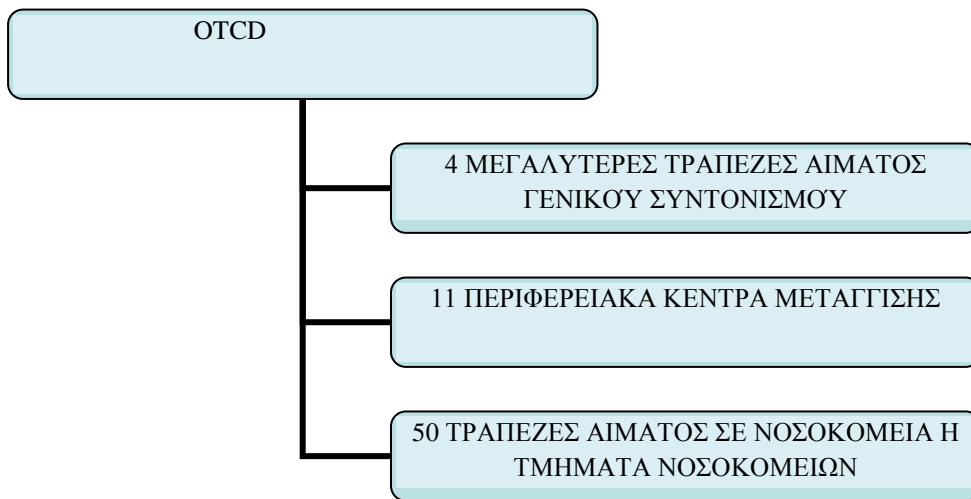 OTCD
4 ΜΕΓΑΛΥΤΕΡΕΣ ΤΡΑΠΕΖΕΣ ΑΙΜΑΤΟΣ
ΓΕΝΙΚΟΎ ΣΥΝΤΟΝΙΣΜΟΎ
11 ΠΕΡΙΦΕΡΕΙΑΚΑ ΚΕΝΤΡΑ ΜΕΤΑΓΓΙΣΗΣ
50 ΤΡΑΠΕΖΕΣ ΑΙΜΑΤΟΣ ΣΕ ΝΟΣΟΚΟΜΕΙΑ Η
ΤΜΗΜΑΤΑ ΝΟΣΟΚΟΜΕΙΩΝ